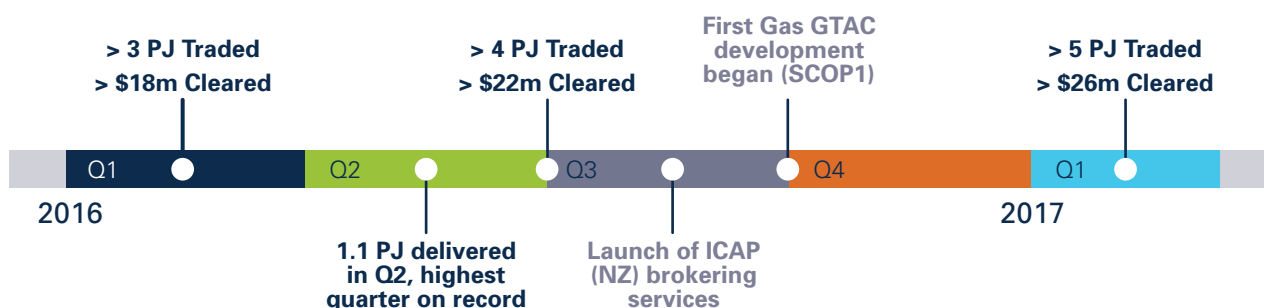 > 3 PJ Traded
> $18m Cleared
> 4 PJ Traded
> $22m Cleared
First Gas GTAC
development
began (SCOP1)
> 5 PJ Traded
> $26m Cleared
Q1
Q2
Q3
Q4
Q1
2016
2017
1.1 PJ delivered
in Q2, highest
quarter on record
Launch of ICAP
(NZ) brokering
services